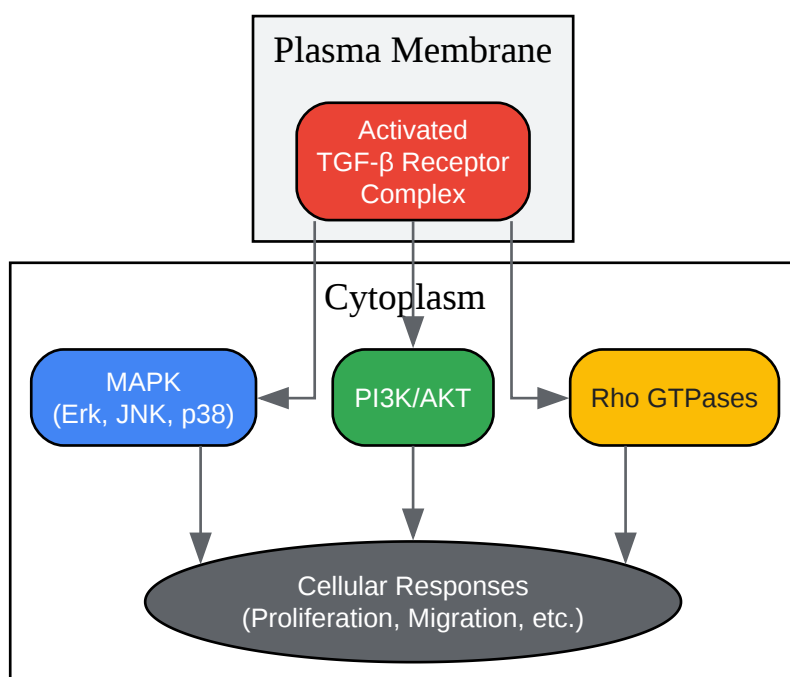 Plasma Membrane
Activated
TGF-β Receptor
Complex
Cytoplasm
MAPK
(Erk, JNK, p38)
PI3K/AKT
Rho GTPases
Cellular Responses
(Proliferation, Migration, etc.)